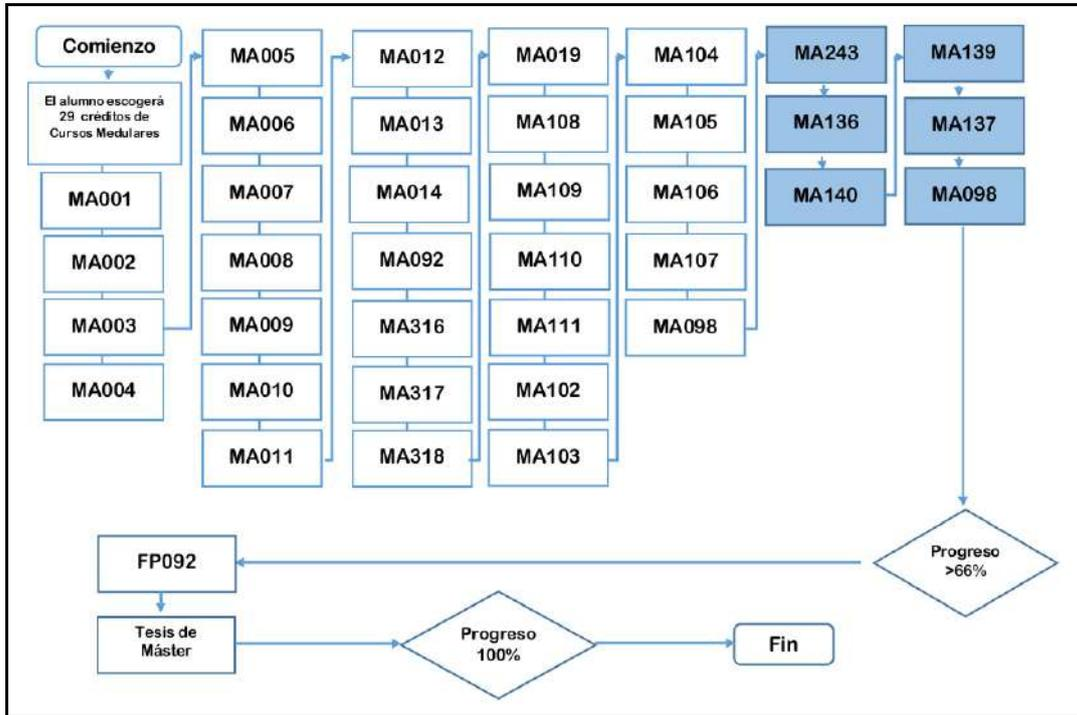 Comienzo
El alumno escogerá
29 créditos de
Cursos Medulares
MA001
MA002
MA003
MA004
MA005
MA006
MA007
MA008
MA009
MA010
MA011
MA012
MA013
MA014
MA092
MA316
MA317
MA318
MA019
MA108
MA109
MA110
MA111
MA102
MA103
MA104
MA105
MA106
MA107
MA098
MA243
MA136
MA140
MA139
MA137
MA098
Progreso
>66%
FP092
Tesis de
Máster
Progreso
100%
Fin